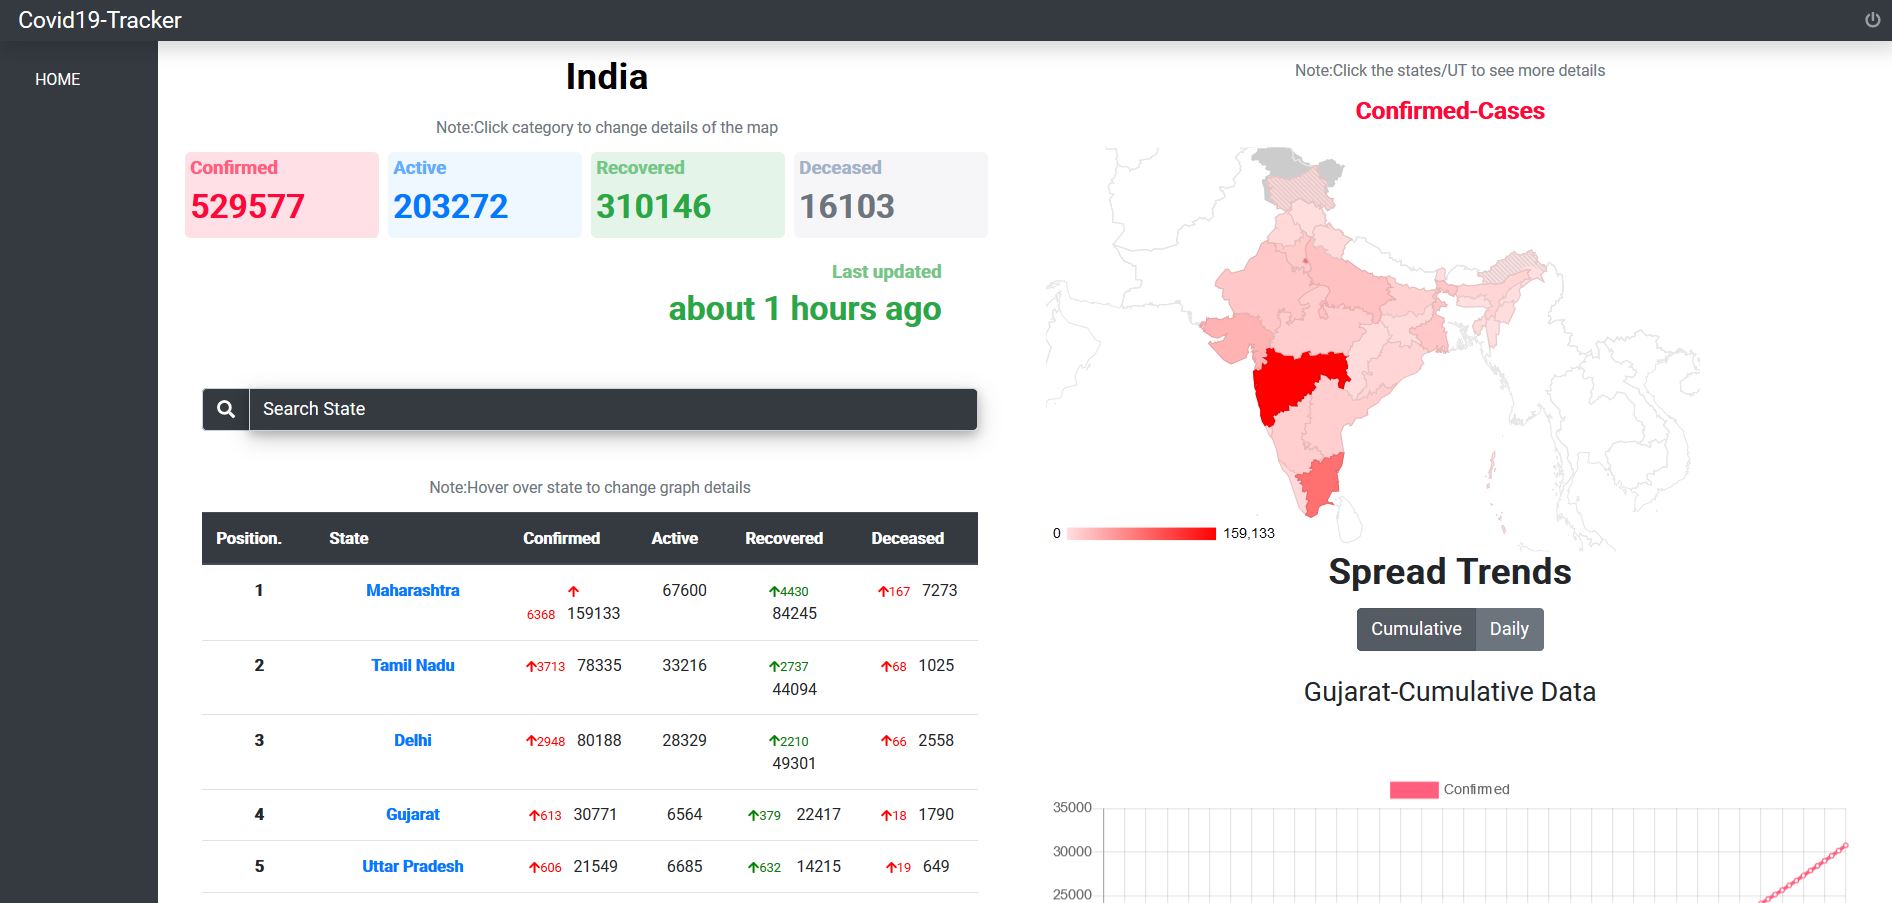 Covid19-Tracker
HOME
India
Note:Click category to change details of the map
Confirmed
529577
Active
203272
Recovered
310146
Deceased
16103
Last updated
about 1 hours ago
Search State
Note:Hover over state to change graph details
Position. State Confirmed Active Recovered Deceased
1 Maharashtra 6368 159133 67600 4430 84245 167 7273
2 Tamil Nadu 3713 78335 33216 2737 44094 68 1025
3 Delhi 2948 80188 28329 2210 49301 66 2558
4 Gujarat 613 30771 6564 379 22417 18 1790
5 Uttar Pradesh 606 21549 6685 632 14215 19 649
Note:Click the states/UT to see more details
Confirmed-Cases
0 159,133
Spread Trends
Cumulative Daily
Gujarat-Cumulative Data
Confirmed
35000
30000
25000